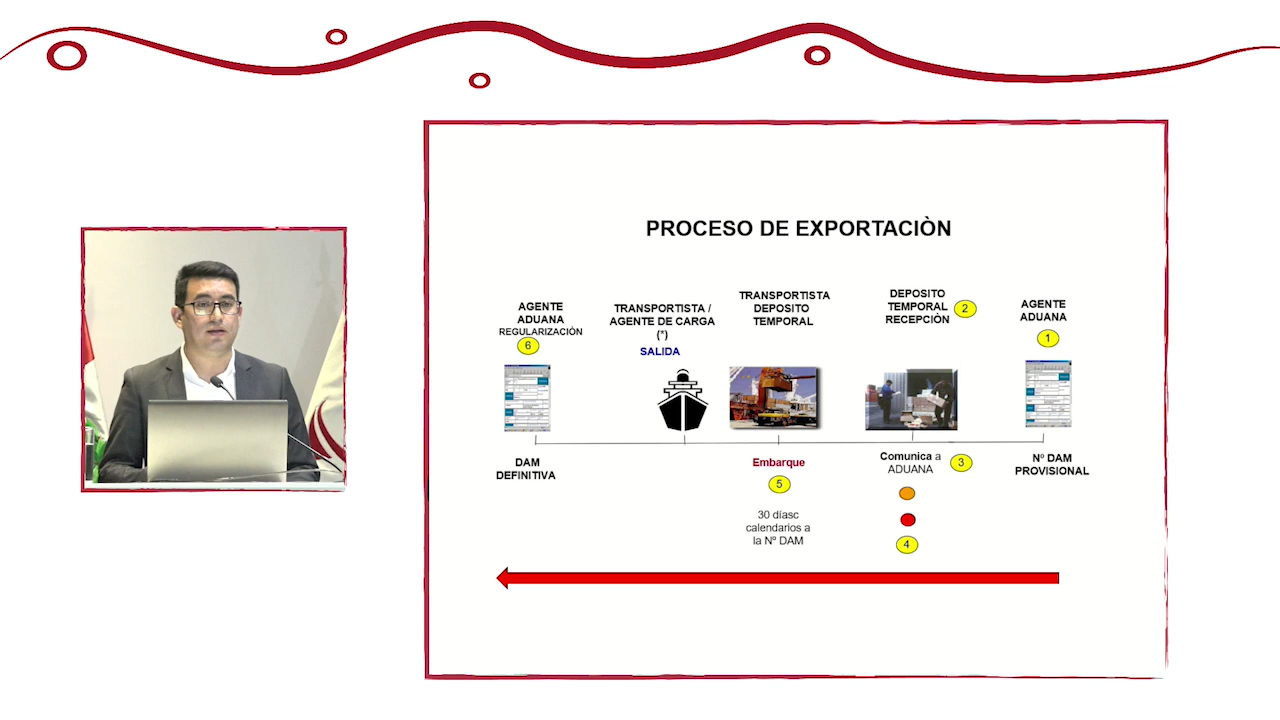 PROCESO DE EXPORTACIÒN
AGENTE
ADUANA
REGULARIZACIÓN
6
TRANSPORTISTA /
AGENTE DE CARGA
(*)
SALIDA
TRANSPORTISTA
DEPOSITO
TEMPORAL
DEPOSITO
TEMPORAL
RECEPCIÒN
2
AGENTE
ADUANA
1
DAM
DEFINITIVA
Embarque
5
30 díasc
calendarios a
la Nº DAM
Comunica a
ADUANA
3
4
Nº DAM
PROVISIONAL